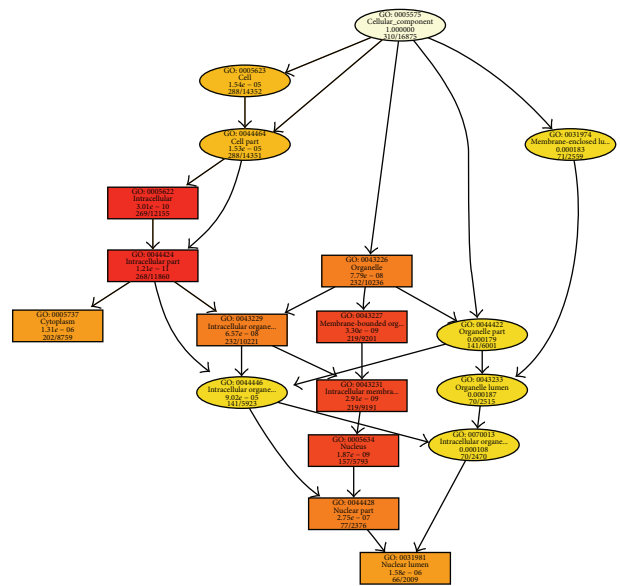 GO: 0005575
Cellular_component
1.000000
310/16875
GO: 0005623
Cell
1.54e − 05
288/14352
GO: 0044464
Cell part
1.53e − 05
288/14351
GO: 0031974
Membrane-enclosed lu...
0.000183
71/2559
GO: 0005622
Intracellular
3.01e − 10
269/12155
GO: 0044424
Intracellular part
1.21e − 11
268/11860
GO: 0043226
Organelle
7.79e − 08
232/10236
GO: 0005737
Cytoplasm
1.31e − 06
202/8759
GO: 0043229
Intracellular organe...
6.57e − 08
232/10221
GO: 0043227
Membrane-bounded org...
3.30e − 09
219/9201
GO: 0044422
Organelle part
0.000179
141/6001
GO: 0044446
Intracellular organe...
9.02e − 05
141/5923
GO: 0043231
Intracellular membra...
2.91e − 09
219/9191
GO: 0043233
Organelle lumen
0.000187
70/2515
GO: 0005634
Nucleus
1.87e − 09
157/5793
GO: 0070013
Intracellular organe...
0.000108
70/2470
GO: 0044428
Nuclear part
2.75e − 07
77/2376
GO: 0031981
Nuclear lumen
1.58e − 06
66/2009